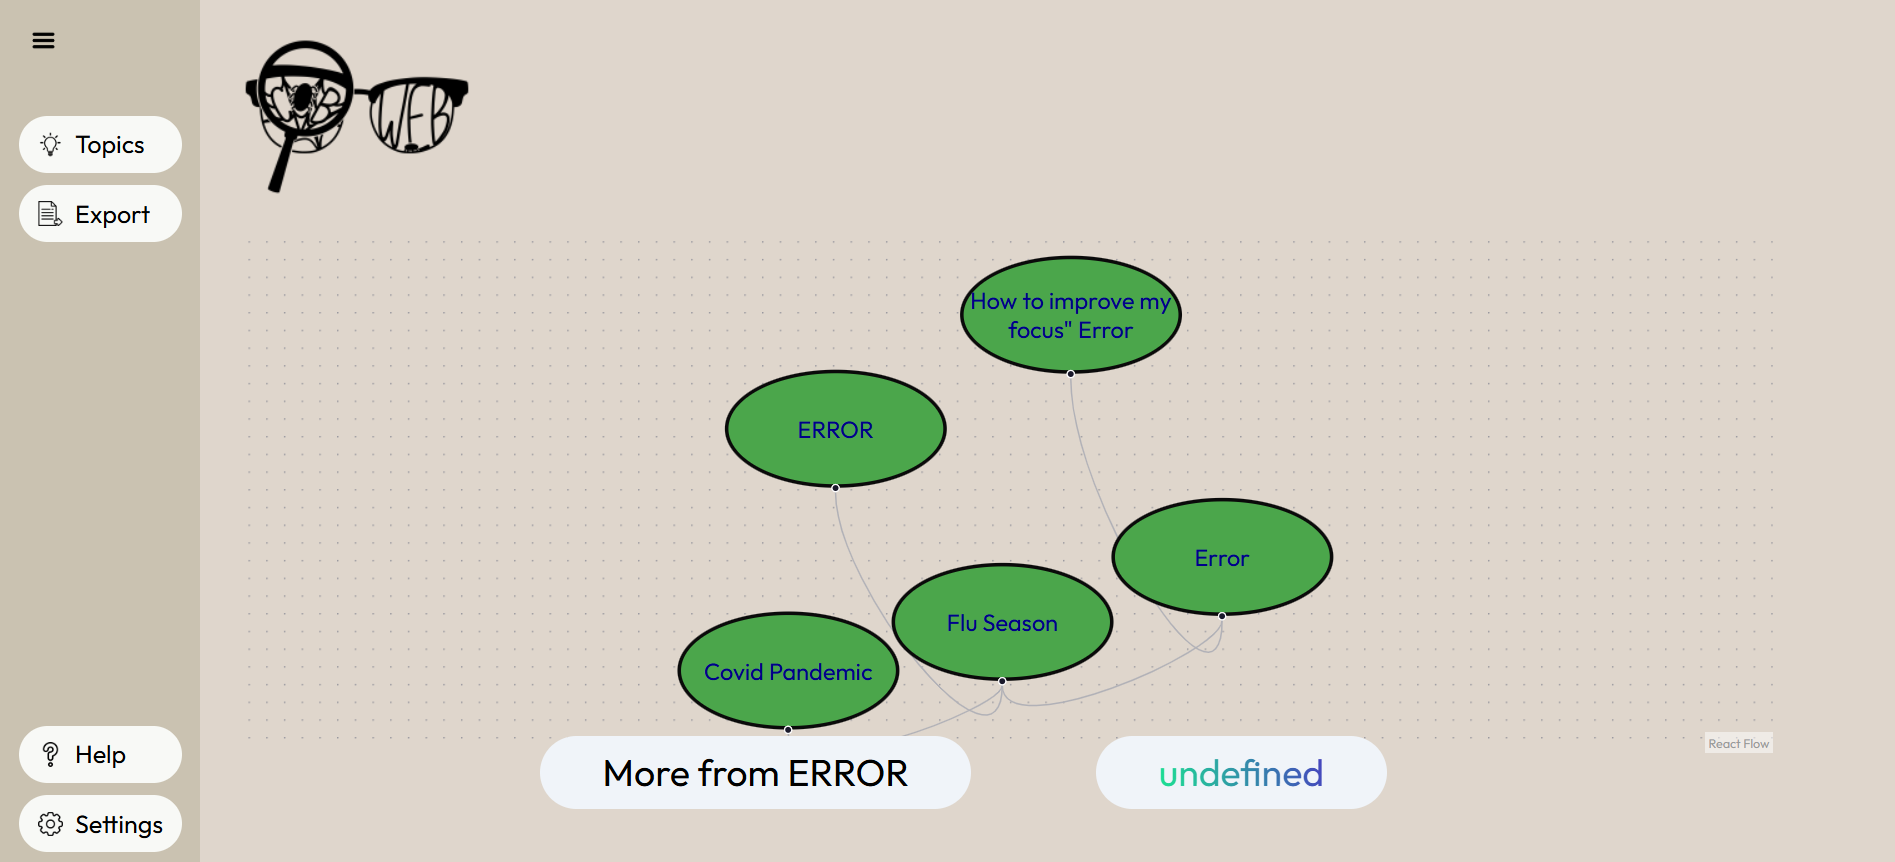 WFB
Topics
Export
How to improve my
focus" Error
ERROR
Error
Flu Season
Covid Pandemic
React Flow
More from ERROR
undefined
Help
Settings